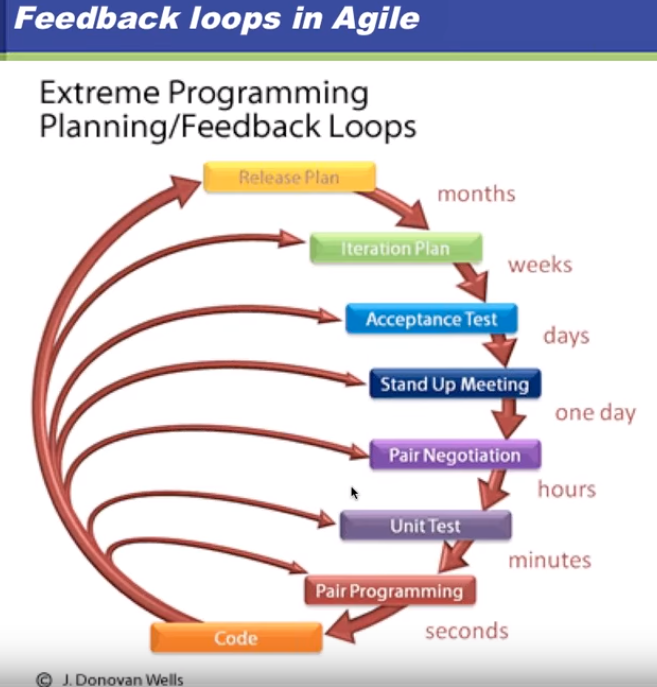 Feedback loops in Agile
Extreme Programming
Planning/Feedback Loops
Release Plan
months
Iteration Plan
weeks
Acceptance Test
days
Stand Up Meeting
one day
Pair Negotiation
hours
Unit Test
minutes
Pair Programming
seconds
Code
© J. Donovan Wells